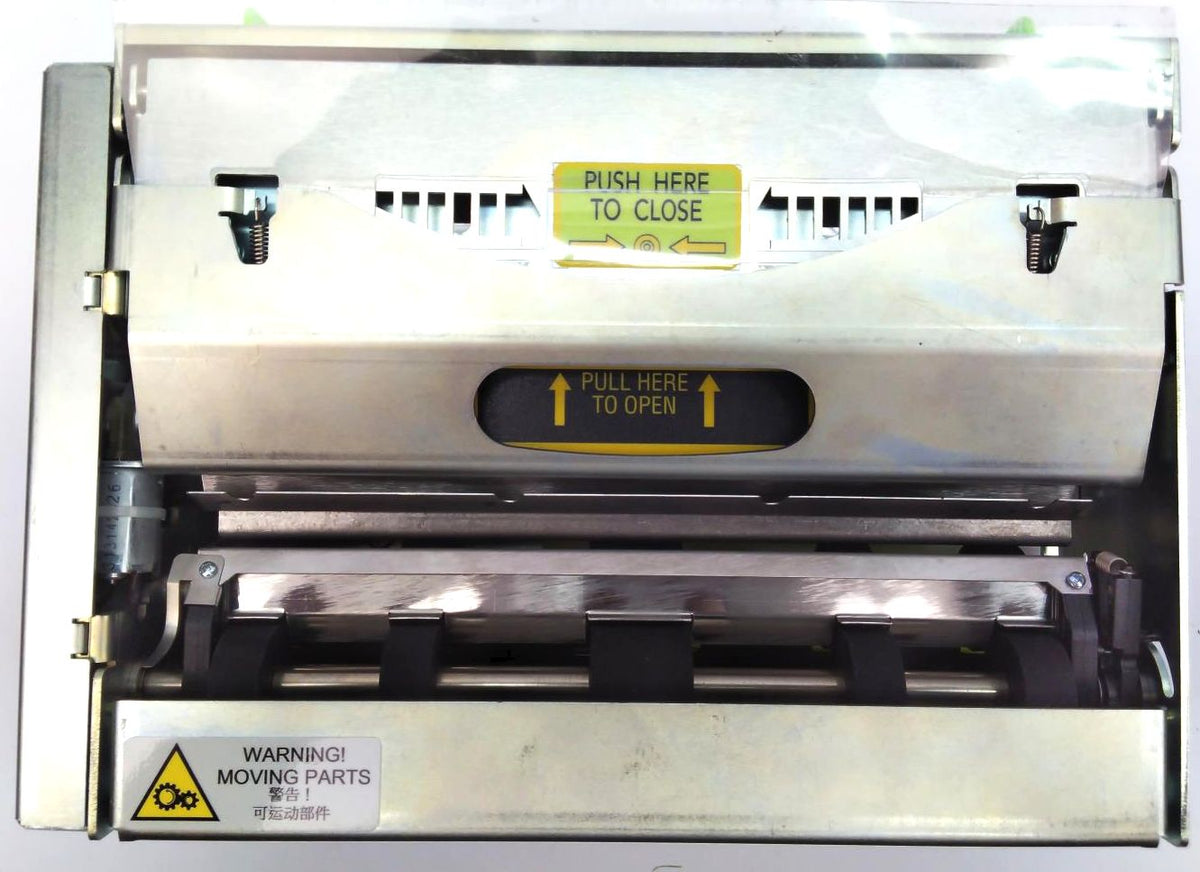 PUSH HERE
TO CLOSE
PULL HERE
TO OPEN
WARNING!
MOVING PARTS
警告！
可运动部件